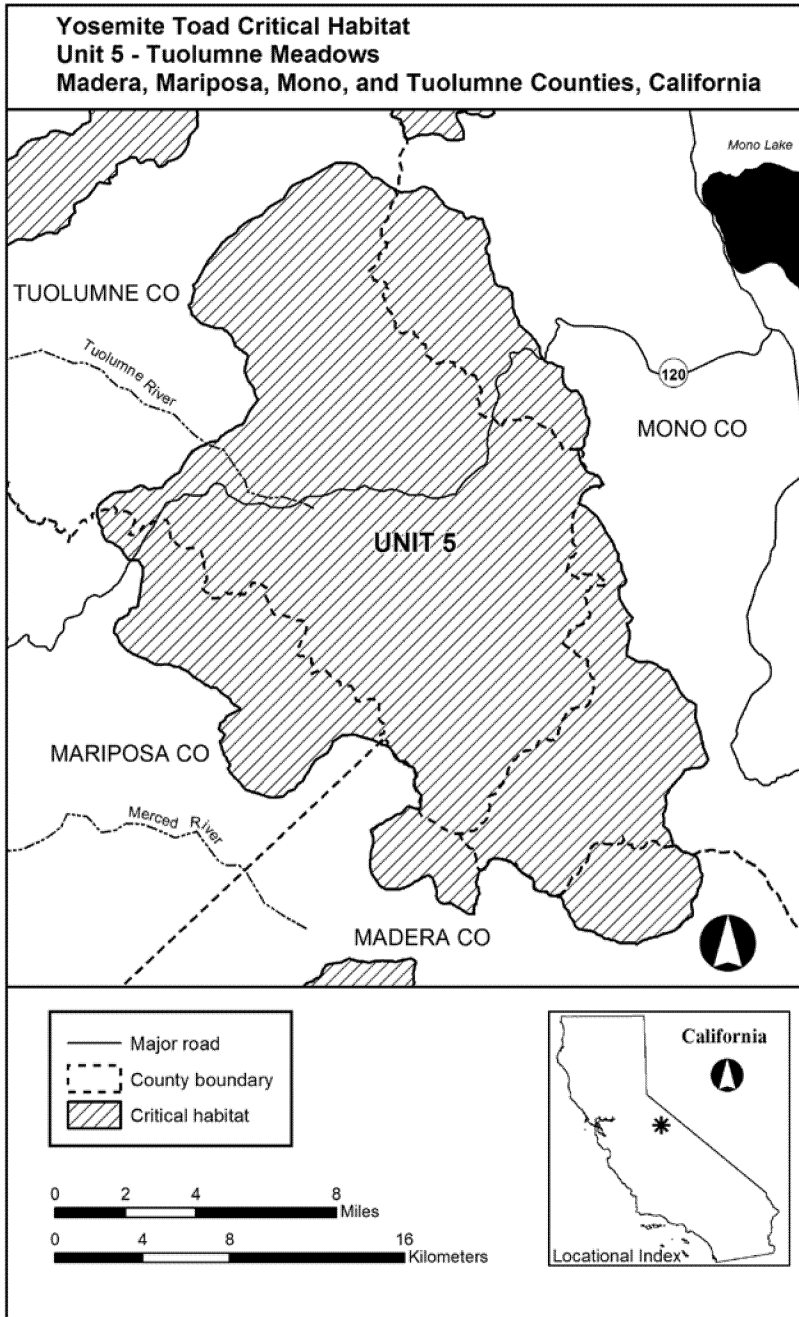 Yosemite Toad Critical Habitat
Unit 5 - Tuolumne Meadows
Madera, Mariposa, Mono, and Tuolumne Counties, California
Mono Lake
TUOLUMNE CO
Tuolumne River
120
MONO CO
UNIT 5
MARIPOSA CO
Merced River
MADERA CO
Major road
County boundary
Critical habitat
California
0 2 4 8
Miles
0 4 8 16
Kilometers
Locational Index